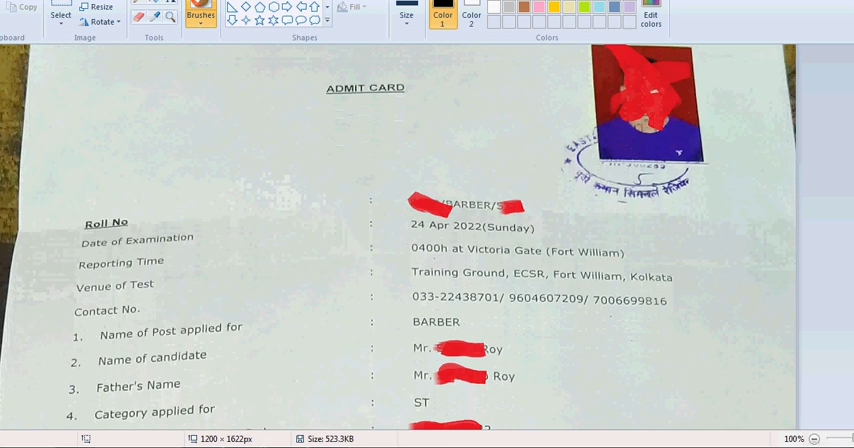 Copy
Select
Resize
Rotate
Brushes
Fill
Size
Color 1
Color 2
Edit colors
pboard
Image
Tools
Shapes
Colors
ADMIT CARD
EAST
पूर्वी कमान सिगनल रेजिमेंट
Roll No : /BARBER/S
Date of Examination : 24 Apr 2022(Sunday)
Reporting Time : 0400h at Victoria Gate (Fort William)
Venue of Test : Training Ground, ECSR, Fort William, Kolkata
Contact No. : 033-22438701/ 9604607209/ 7006699816
1. Name of Post applied for : BARBER
2. Name of candidate : Mr. Roy
3. Father's Name : Mr. Roy
4. Category applied for : ST
1200 × 1622px
Size: 523.3KB
100%